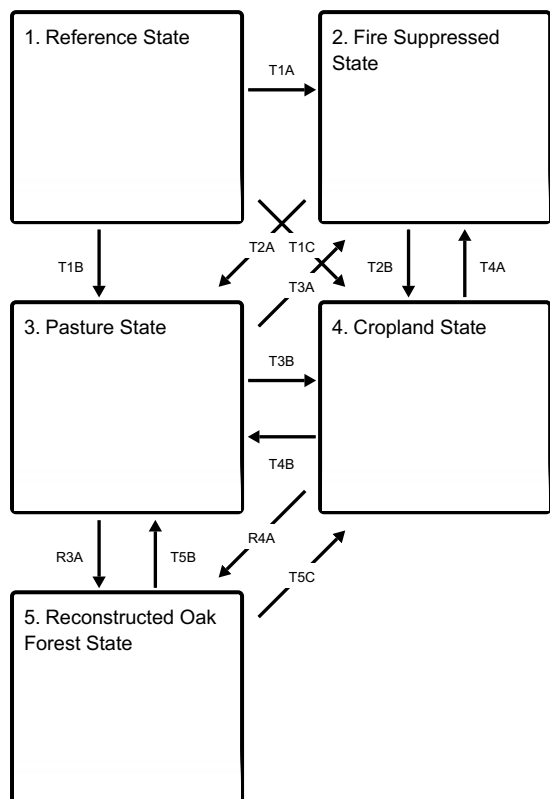 1. Reference State
2. Fire Suppressed
State
T1A
T2A
T1C
T1B
T3A
T2B
T4A
3. Pasture State
4. Cropland State
T3B
T4B
R3A
T5B
R4A
T5C
5. Reconstructed Oak
Forest State